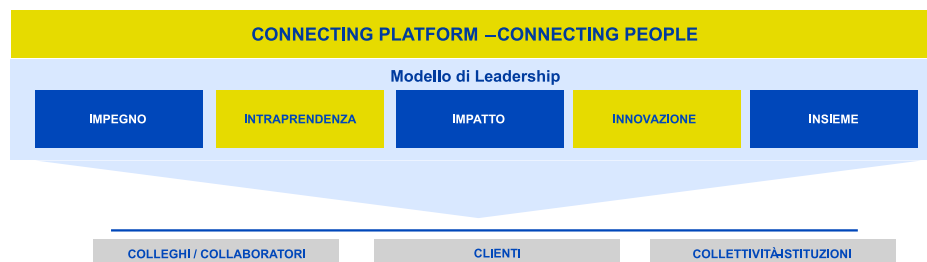 CONNECTING PLATFORM –CONNECTING PEOPLE
Modello di Leadership
IMPEGNO INTRAPRENDENZA IMPATTO INNOVAZIONE INSIEME
COLLEGHI / COLLABORATORI CLIENTI COLLETTIVITÀ-ISTITUZIONI